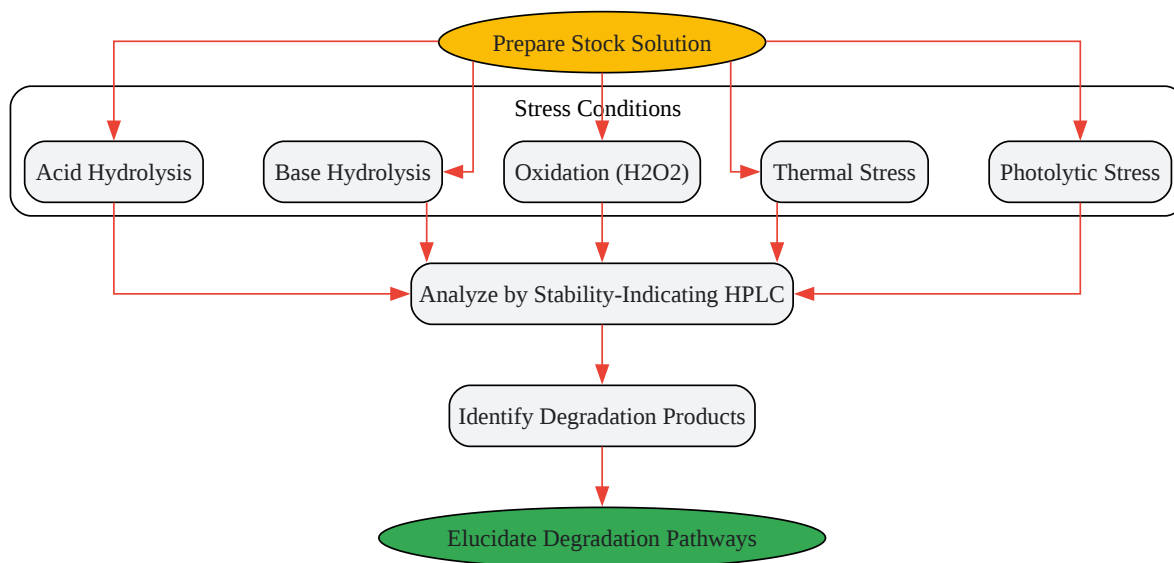 Prepare Stock Solution
Stress Conditions
Acid Hydrolysis
Base Hydrolysis
Oxidation (H2O2)
Thermal Stress
Photolytic Stress
Analyze by Stability-Indicating HPLC
Identify Degradation Products
Elucidate Degradation Pathways